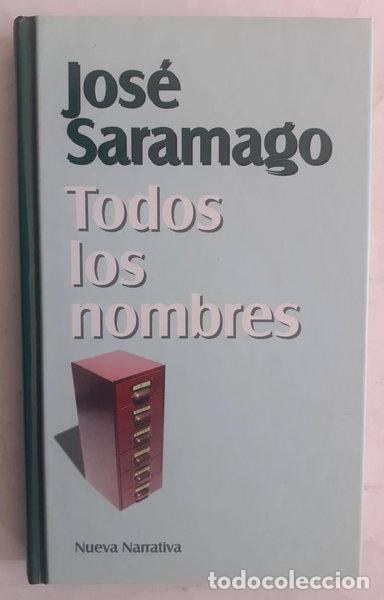 José
Saramago
Todos
los
nombres
Nueva Narrativa
todocoleccion